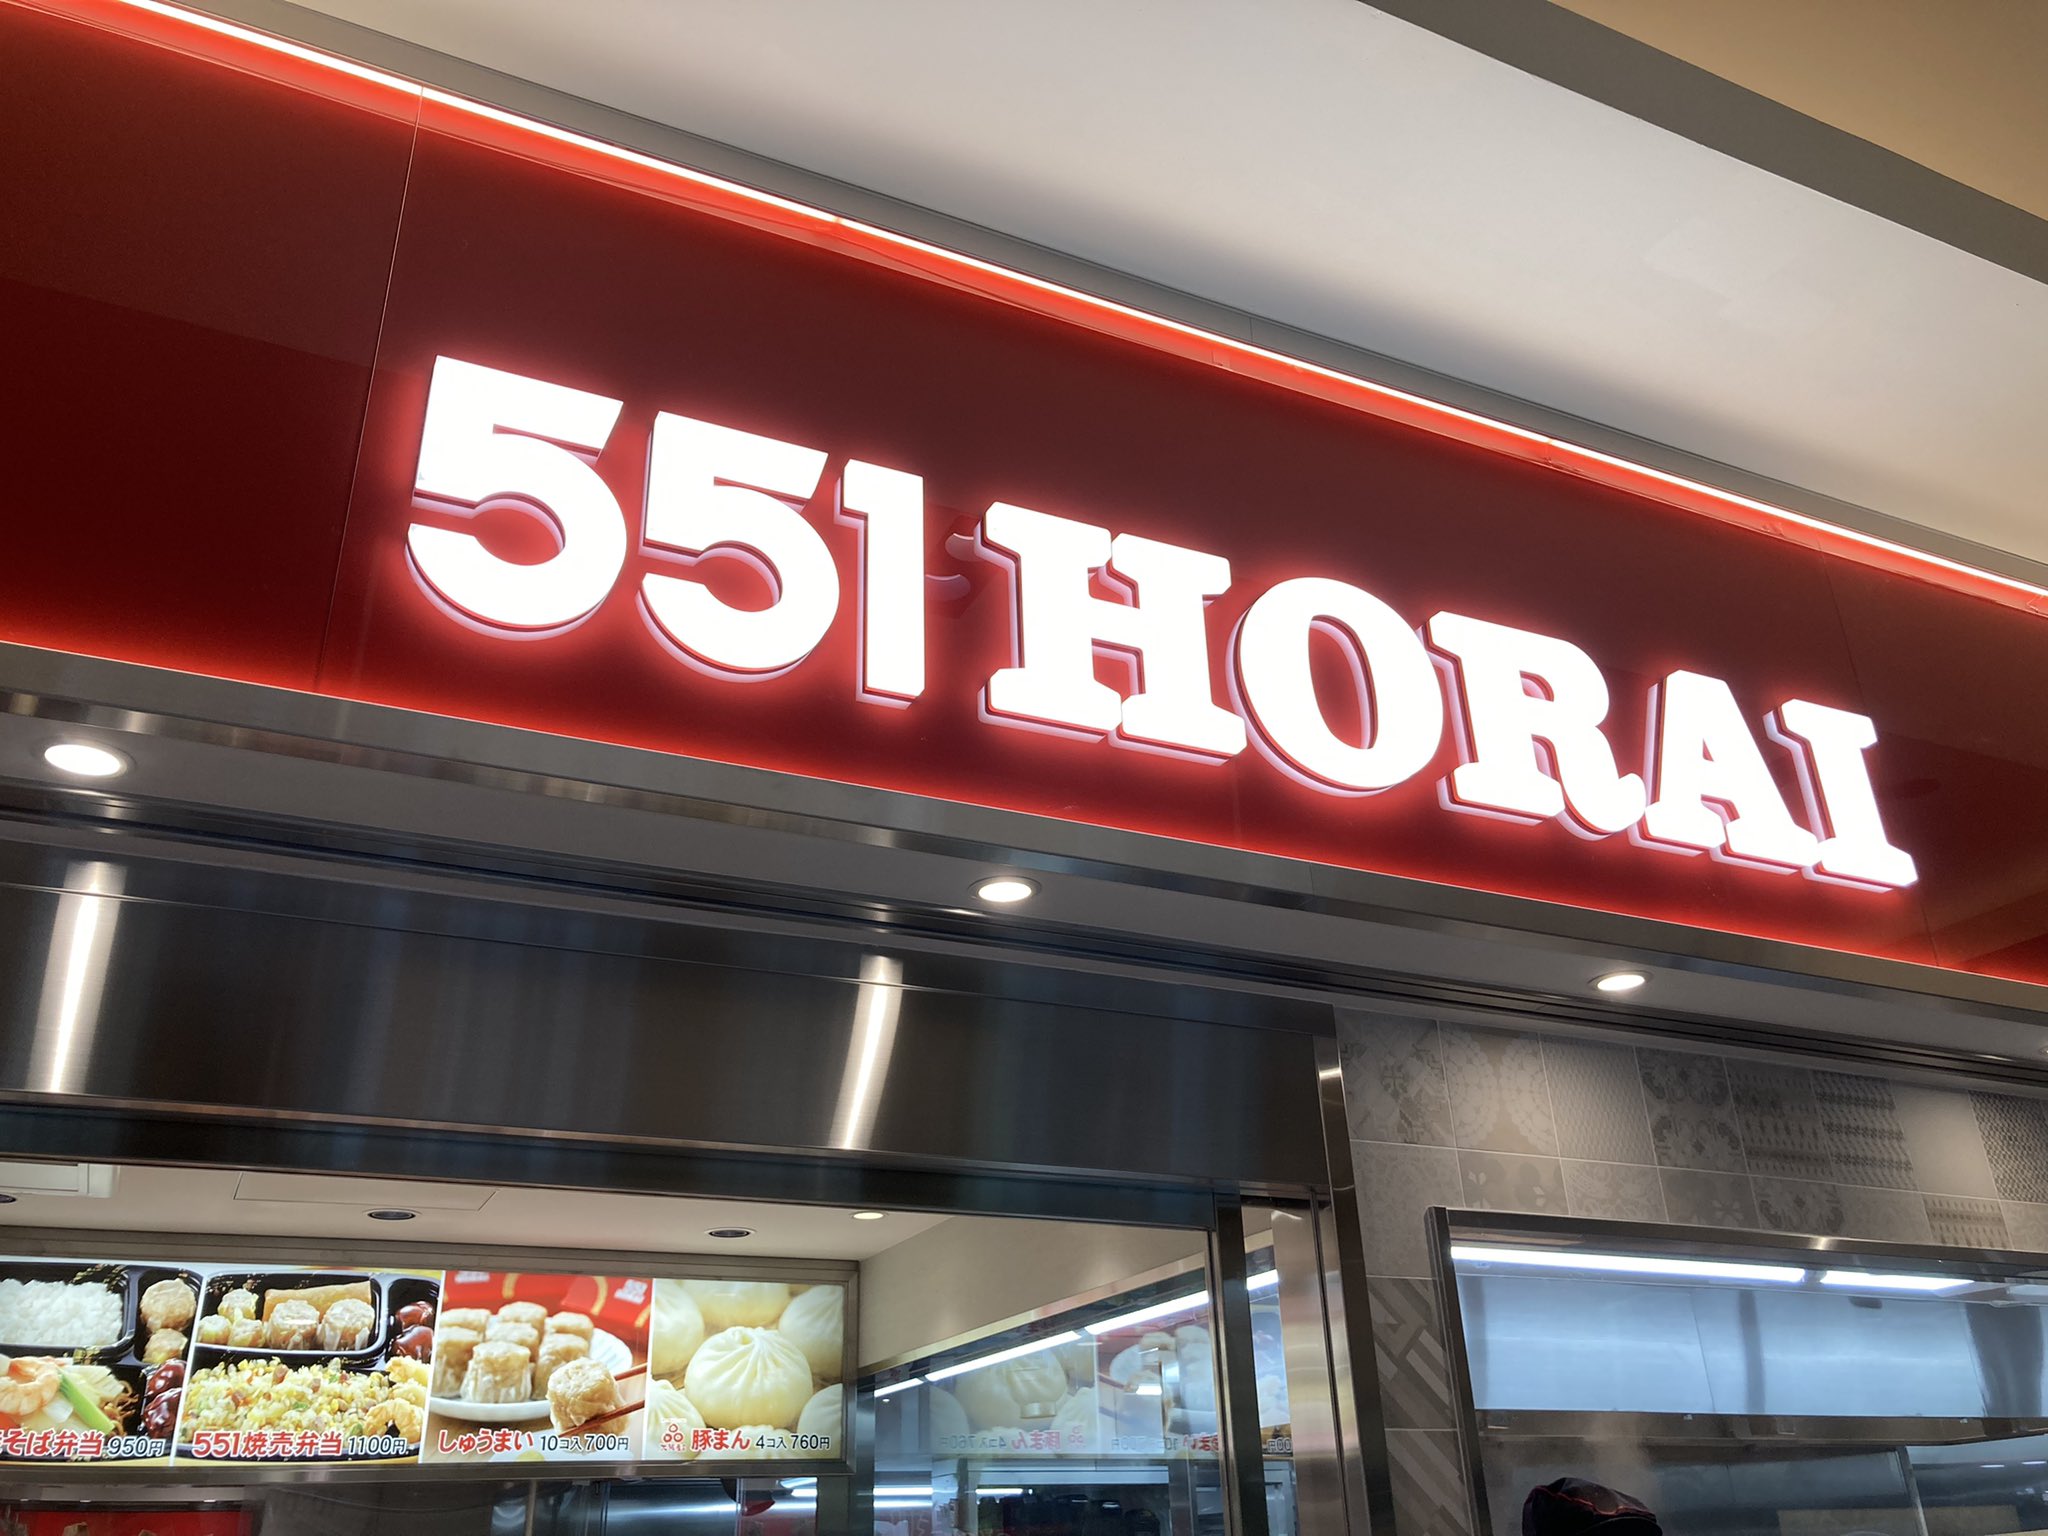 551 HORAI
そば弁当 950円
551焼売弁当 1100円
しゅうまい 10コ入 700円
豚まん 4コ入 760円